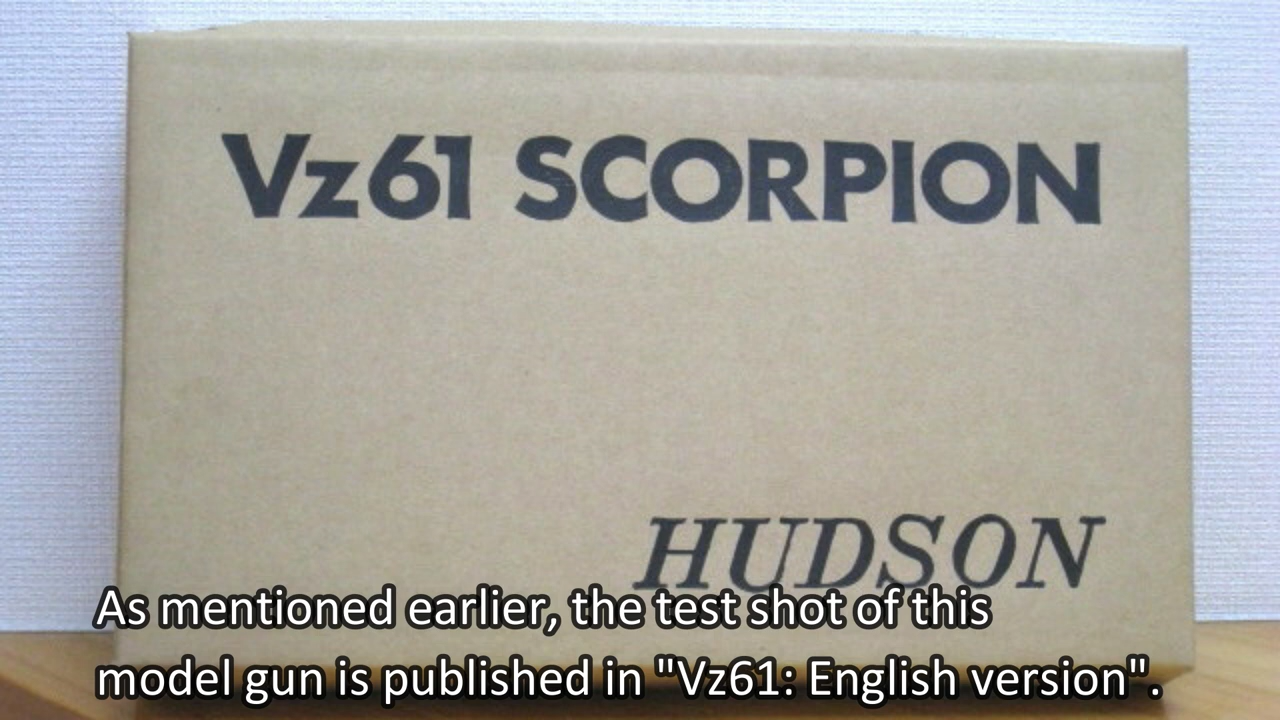 Vz61 SCORPION
HUDSON
As mentioned earlier, the test shot of this
model gun is published in "Vz61: English version".